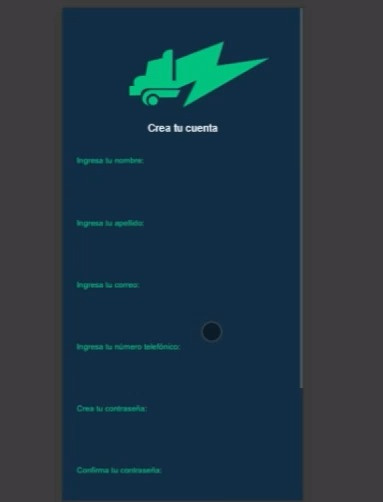 Crea tu cuenta
Ingresa tu nombre:
Ingresa tu apellido:
Ingresa tu correo:
Ingresa tu número telefónico:
Crea tu contraseña:
Confirma tu contraseña: